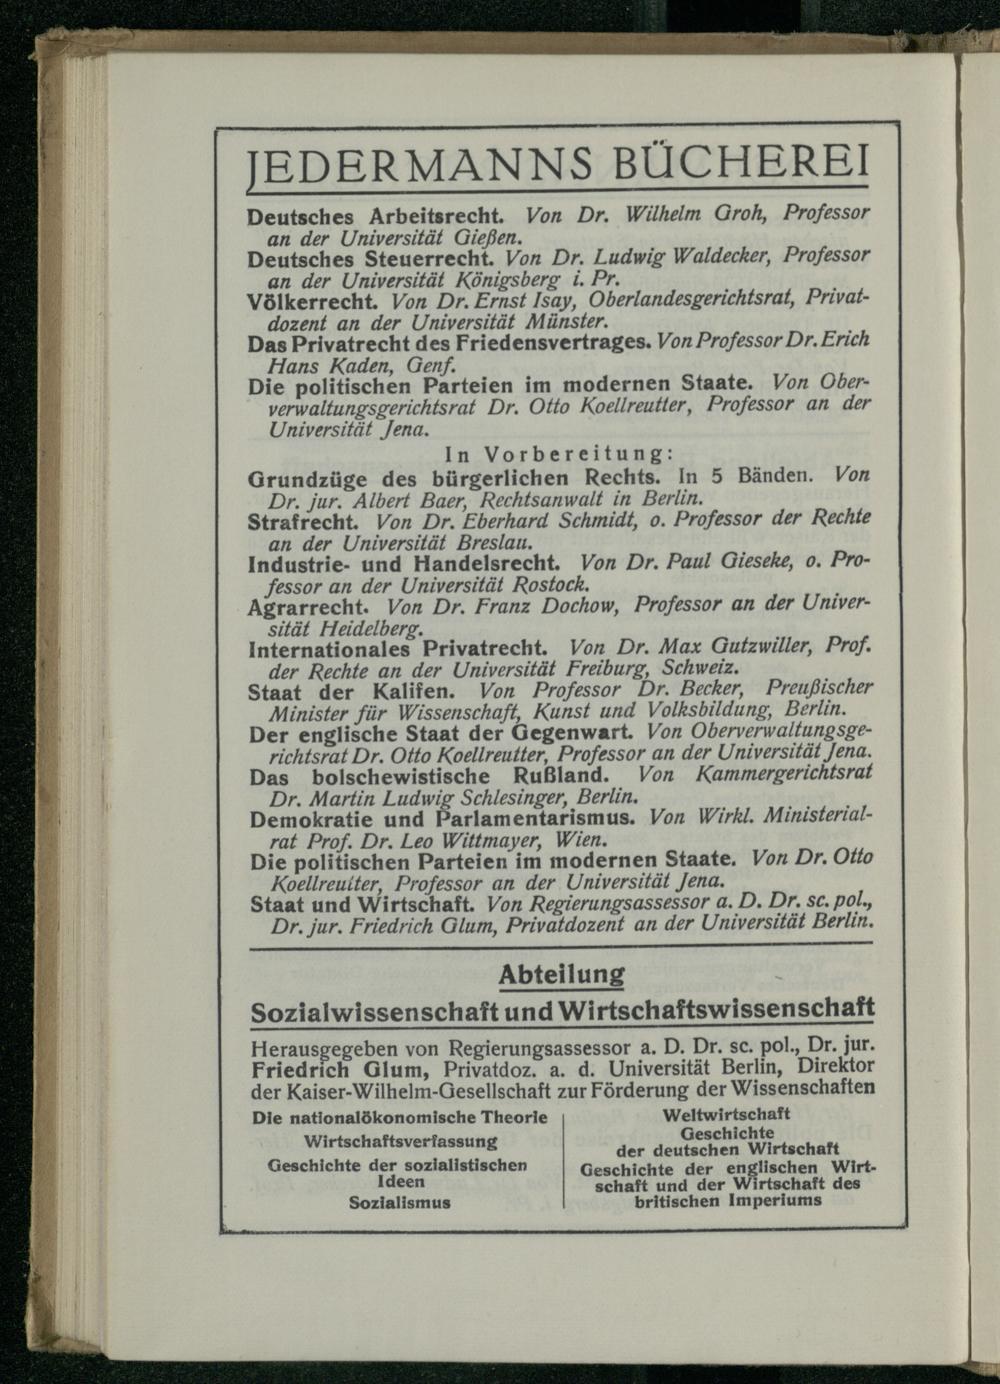 JEDERMANNS BÜCHEREI
Deutsches Arbeitsrecht. Von Dr. Wilhelm Groh, Professor
an der Universität Gießen.
Deutsches Steuerrecht. Von Dr. Ludwig Waldecker, Professor
an der Universität Königsberg i. Pr.
Völkerrecht. Von Dr. Ernst Isay, Oberlandesgerichtsrat, Privat-
dozent an der Universität Münster.
Das Privatrecht des Friedensvertrages. Von Professor Dr. Erich
Hans Kaden, Genf.
Die politischen Parteien im modernen Staate. Von Ober-
verwaltungsgerichtsrat Dr. Otto Koellreutter, Professor an der
Universität Jena.
In Vorbereitung:
Grundzüge des bürgerlichen Rechts. In 5 Bänden. Von
Dr. jur. Albert Baer, Rechtsanwalt in Berlin.
Strafrecht. Von Dr. Eberhard Schmidt, o. Professor der Rechte
an der Universität Breslau.
Industrie- und Handelsrecht. Von Dr. Paul Gieseke, o. Pro-
fessor an der Universität Rostock.
Agrarrecht. Von Dr. Franz Dochow, Professor an der Univer-
sität Heidelberg.
Internationales Privatrecht. Von Dr. Max Gutzwiller, Prof.
der Rechte an der Universität Freiburg, Schweiz.
Staat der Kalifen. Von Professor Dr. Becker, Preußischer
Minister für Wissenschaft, Kunst und Volksbildung, Berlin.
Der englische Staat der Gegenwart. Von Oberverwaltungsge-
richtsrat Dr. Otto Koellreutter, Professor an der Universität Jena.
Das bolschewistische Rußland. Von Kammergerichtsrat
Dr. Martin Ludwig Schlesinger, Berlin.
Demokratie und Parlamentarismus. Von Wirkl. Ministerial-
rat Prof. Dr. Leo Wittmayer, Wien.
Die politischen Parteien im modernen Staate. Von Dr. Otto
Koellreutter, Professor an der Universität Jena.
Staat und Wirtschaft. Von Regierungsassessor a. D. Dr. sc. pol.,
Dr. jur. Friedrich Glum, Privatdozent an der Universität Berlin.
Abteilung
Sozialwissenschaft und Wirtschaftswissenschaft
Herausgegeben von Regierungsassessor a. D. Dr. sc. pol., Dr. jur.
Friedrich Glum, Privatdoz. a. d. Universität Berlin, Direktor
der Kaiser-Wilhelm-Gesellschaft zur Förderung der Wissenschaften
Die nationalökonomische Theorie
Wirtschaftsverfassung
Geschichte der sozialistischen
Ideen
Sozialismus
Weltwirtschaft
Geschichte
der deutschen Wirtschaft
Geschichte der englischen Wirt-
schaft und der Wirtschaft des
britischen Imperiums